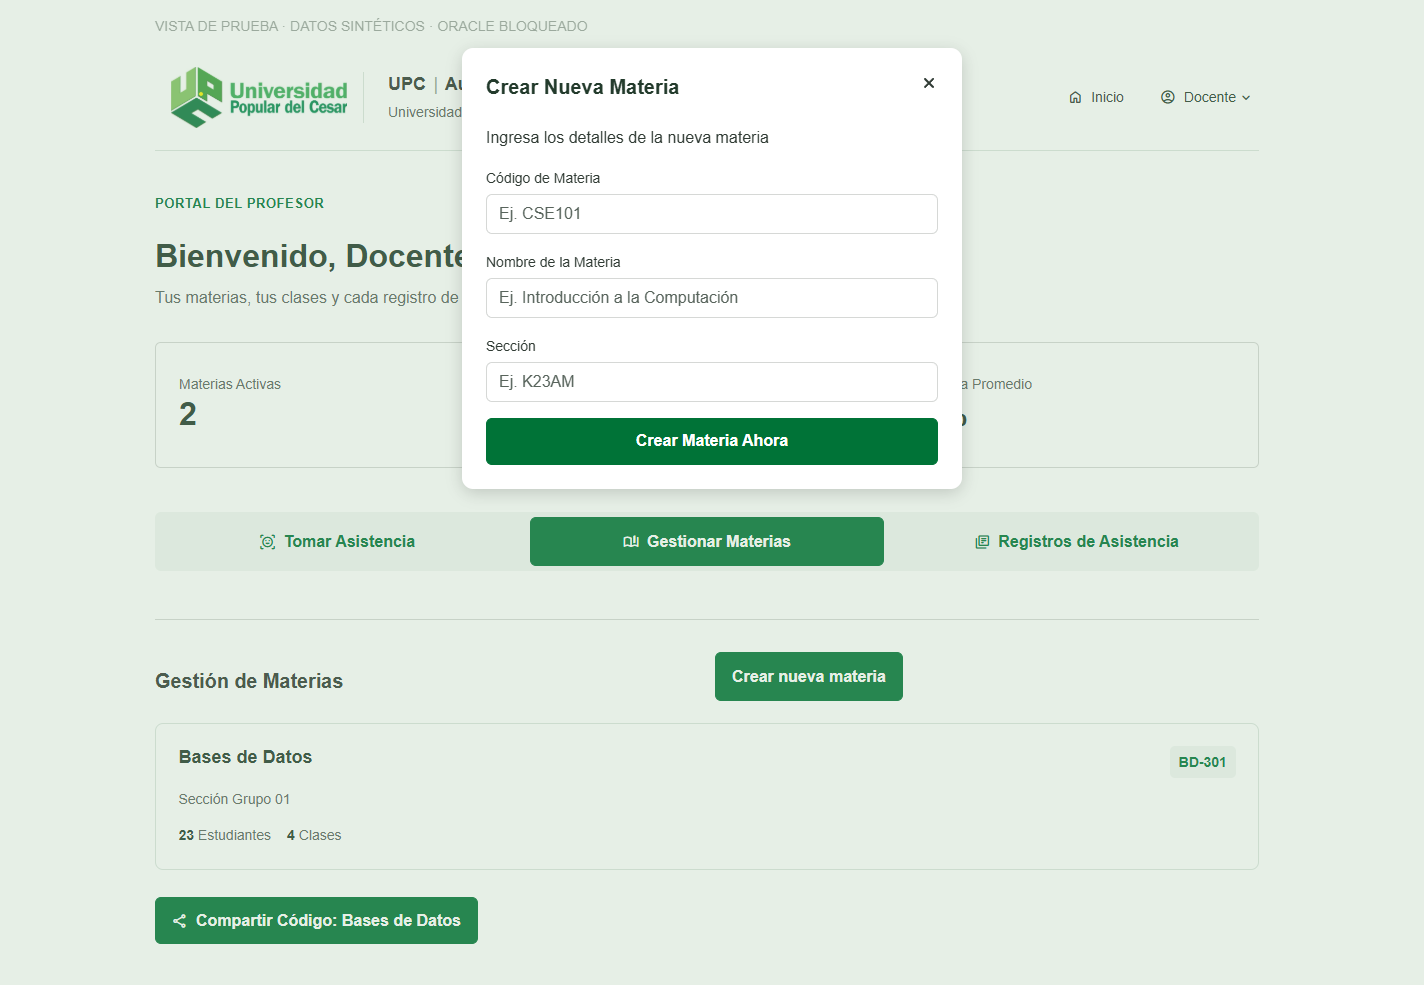 VISTA DE PRUEBA · DATOS SINTÉTICOS · ORACLE BLOQUEADO
Universidad
Popular del Cesar
UPC |
Universidad
Inicio
Docente
Crear Nueva Materia
Ingresa los detalles de la nueva materia
Código de Materia
Ej. CSE101
Nombre de la Materia
Ej. Introducción a la Computación
Sección
Ej. K23AM
Crear Materia Ahora
PORTAL DEL PROFESOR
Bienvenido, Docente
Tus materias, tus clases y cada registro de
Materias Activas
2
a Promedio
Tomar Asistencia
Gestionar Materias
Registros de Asistencia
Gestión de Materias
Crear nueva materia
Bases de Datos
BD-301
Sección Grupo 01
23 Estudiantes 4 Clases
Compartir Código: Bases de Datos